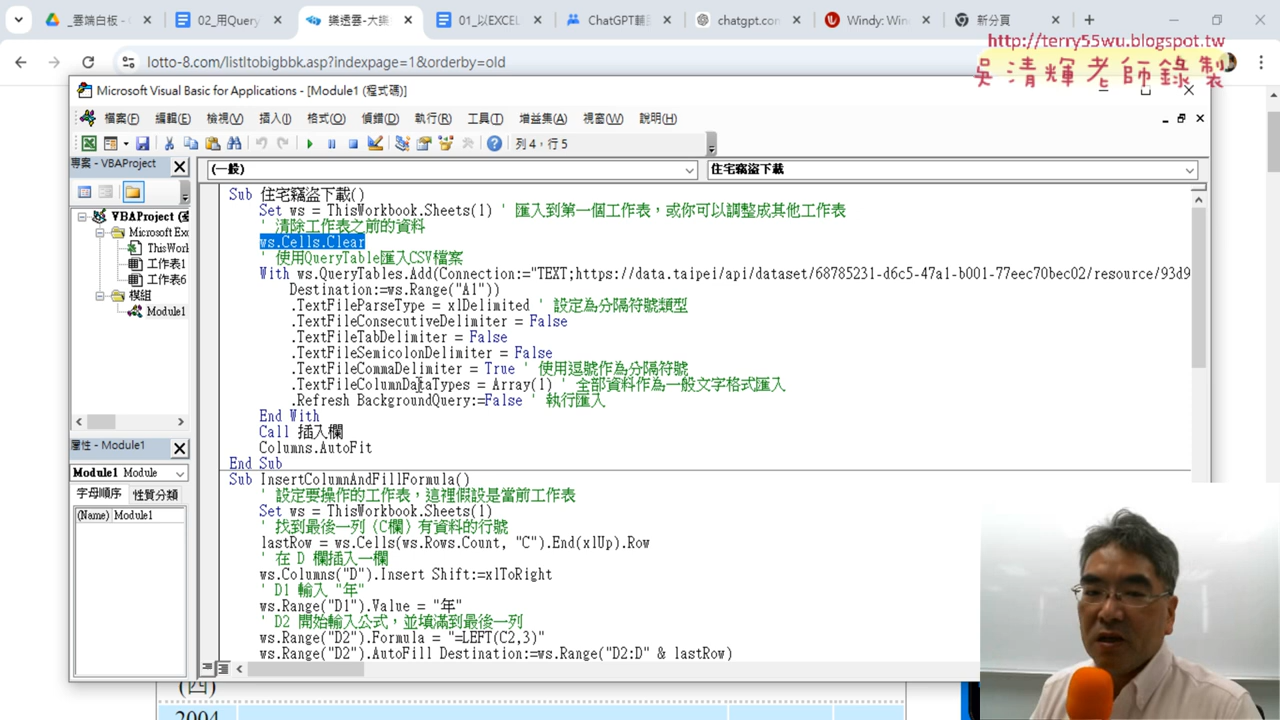 _雲端白板 -
02_用Query
樂透雲-大樂
01_以EXCEL
ChatGPT輔
chatgpt.con
Windy: Win
新分頁
http://terry55wu.blogspot.tw
lotto-8.com/listltobigbbk.asp?indexpage=1&orderby=old
吳清輝老師錄製
Microsoft Visual Basic for Applications - [Module1 (程式碼)]
檔案(F) 編輯(E) 檢視(V) 插入(I) 格式(O) 偵錯(D) 執行(R) 工具(T) 增益集(A) 視窗(W) 說明(H)
列 4，行 5
專案 - VBAProject
(一般)
住宅竊盜下載
VBAProject (
Microsoft Exc
ThisWork
工作表1
工作表6
模組
Module1
屬性 - Module1
Module1 Module
字母順序 性質分類
(Name) Module1
Sub 住宅竊盜下載()
Set ws = ThisWorkbook.Sheets(1) ' 匯入到第一個工作表，或你可以調整成其他工作表
' 清除工作表之前的資料
ws.Cells.Clear
' 使用QueryTable匯入CSV檔案
With ws.QueryTables.Add(Connection:="TEXT;https://data.taipei/api/dataset/68785231-d6c5-47a1-b001-77eec70bec02/resource/93d9
Destination:=ws.Range("A1"))
.TextFileParseType = xlDelimited ' 設定為分隔符號類型
.TextFileConsecutiveDelimiter = False
.TextFileTabDelimiter = False
.TextFileSemicolonDelimiter = False
.TextFileCommaDelimiter = True ' 使用逗號作為分隔符號
.TextFileColumnDataTypes = Array(1) ' 全部資料作為一般文字格式匯入
.Refresh BackgroundQuery:=False ' 執行匯入
End With
Call 插入欄
Columns.AutoFit
End Sub
Sub InsertColumnAndFillFormula()
' 設定要操作的工作表，這裡假設是當前工作表
Set ws = ThisWorkbook.Sheets(1)
' 找到最後一列 (C欄) 有資料的行號
lastRow = ws.Cells(ws.Rows.Count, "C").End(xlUp).Row
' 在 D 欄插入一欄
ws.Columns("D").Insert Shift:=xlToRight
' D1 輸入 "年"
ws.Range("D1").Value = "年"
' D2 開始輸入公式，並填滿到最後一列
ws.Range("D2").Formula = "=LEFT(C2,3)"
ws.Range("D2").AutoFill Destination:=ws.Range("D2:D" & lastRow)
(四)
2004